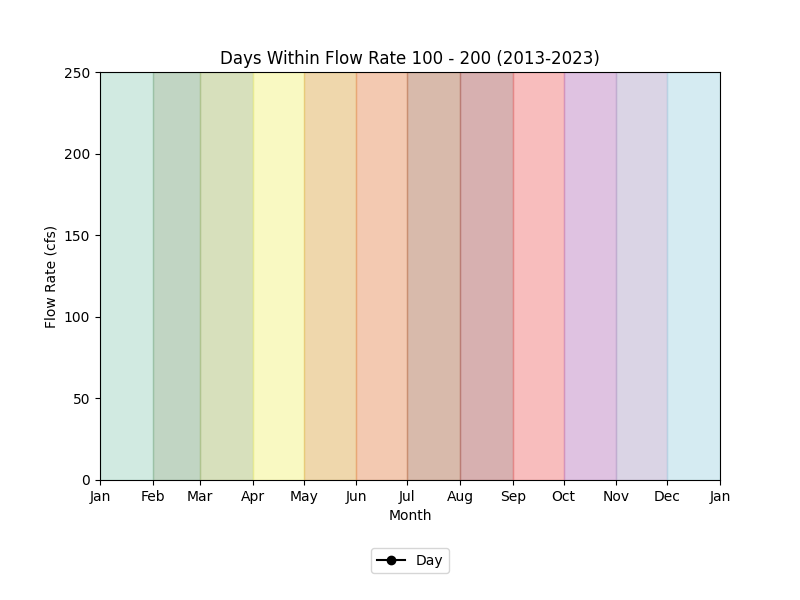 Days Within Flow Rate 100 - 200 (2013-2023)
250
200
150
100
50
0
Flow Rate (cfs)
Jan Feb Mar Apr May Jun Jul Aug Sep Oct Nov Dec Jan
Month
Day